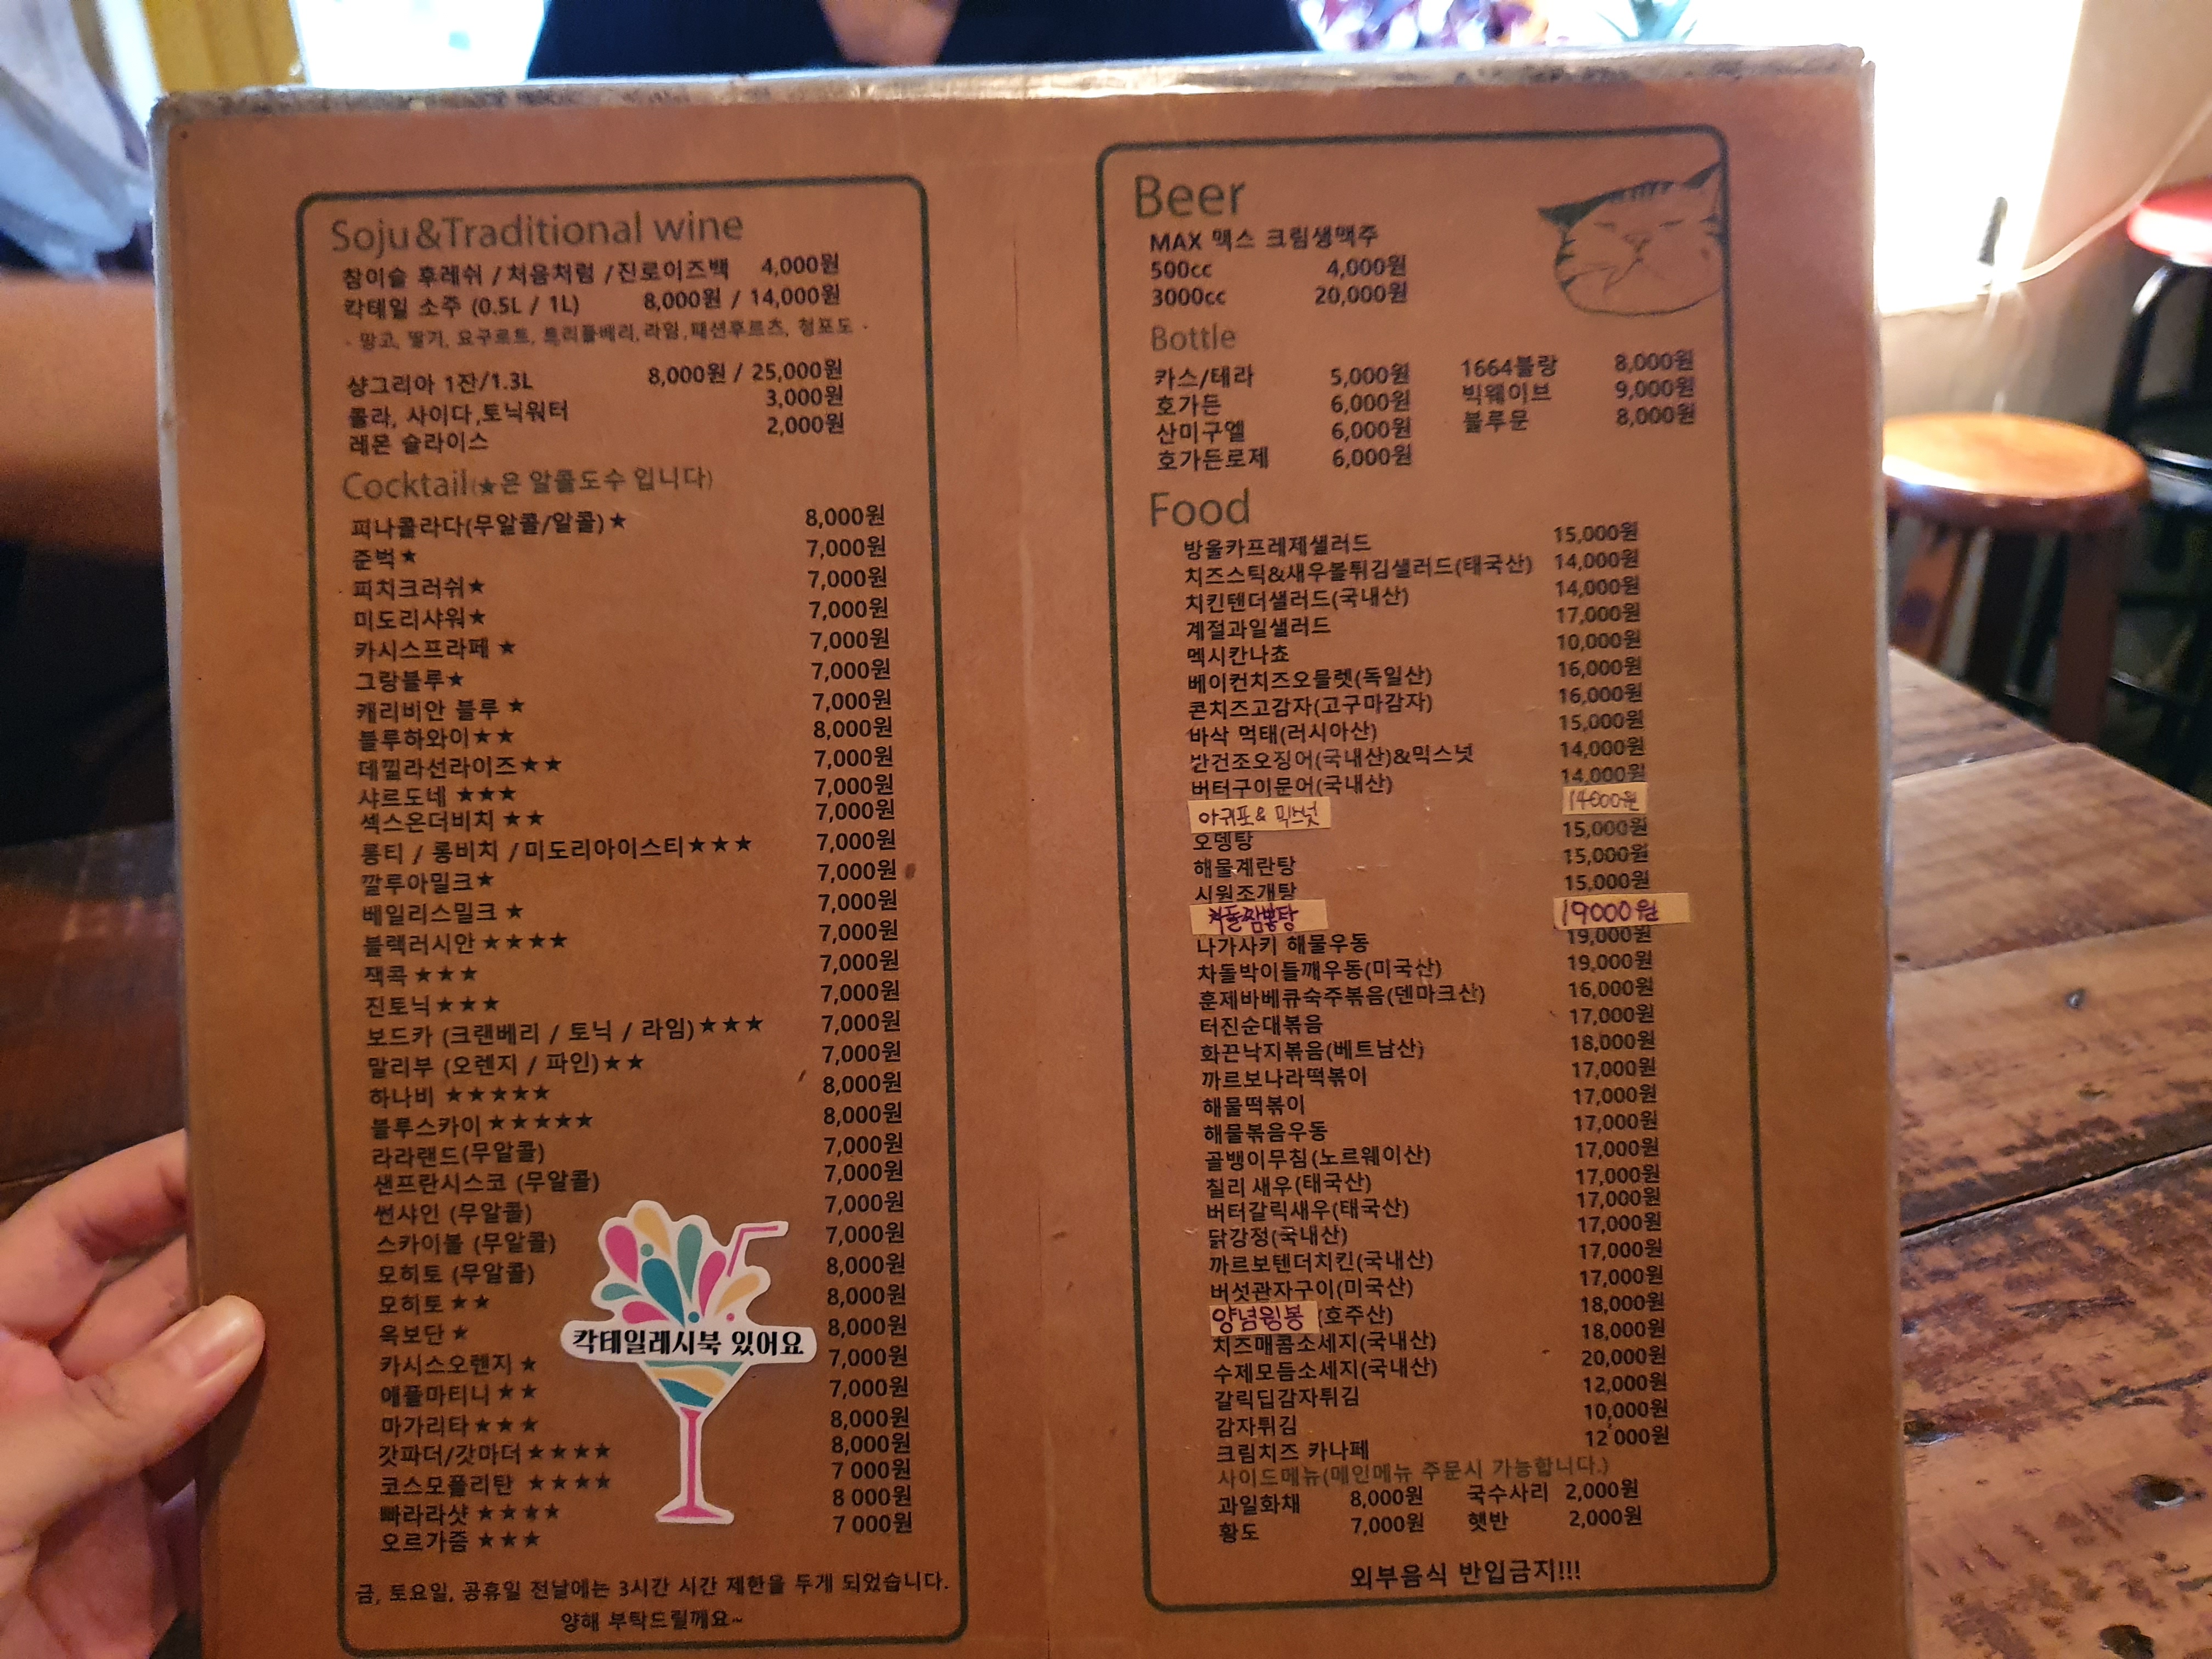 Soju&Traditional wine
참이슬 후레쉬 / 처음처럼 / 진로이즈백 4,000원
칵테일 소주 (0.5L / 1L) 8,000원 / 14,000원
- 망고, 딸기, 요구르트, 트리플베리, 라임, 패션후르츠, 청포도 -
샹그리아 1잔/1.3L 8,000원 / 25,000원
콜라, 사이다,토닉워터 3,000원
레몬 슬라이스 2,000원
Cocktail(★은 알콜도수 입니다)
피나콜라다(무알콜/알콜)★ 8,000원
준벅★ 7,000원
피치크러쉬★ 7,000원
미도리샤워★ 7,000원
카시스프라페 ★ 7,000원
그랑블루★ 7,000원
캐리비안 블루 ★ 7,000원
블루하와이★★ 8,000원
데낄라선라이즈★★ 7,000원
샤르도네 ★★★ 7,000원
섹스온더비치 ★★ 7,000원
롱티 / 롱비치 /미도리아이스티★★★ 7,000원
깔루아밀크★ 7,000원
베일리스밀크 ★ 7,000원
블랙러시안 ★★★★ 7,000원
잭콕 ★★★ 7,000원
진토닉★★★ 7,000원
보드카 (크랜베리 / 토닉 / 라임)★★★ 7,000원
말리부 (오렌지 / 파인)★★ 7,000원
하나비 ★★★★★ 8,000원
블루스카이 ★★★★★ 8,000원
라라랜드(무알콜) 7,000원
샌프란시스코 (무알콜) 7,000원
썬샤인 (무알콜) 7,000원
스카이볼 (무알콜) 7,000원
모히토 (무알콜) 8,000원
모히토 ★★ 8,000원
옥보단 ★ 8,000원
카시스오렌지 ★ 7,000원
애플마티니 ★★ 7,000원
마가리타 ★★★ 8,000원
갓파더/갓마더 ★★★★ 8,000원
코스모폴리탄 ★★★★ 7 000원
빠라라샷 ★★★★ 8 000원
오르가즘 ★★★ 7 000원
칵테일레시북 있어요
금, 토요일, 공휴일 전날에는 3시간 시간 제한을 두게 되었습니다.
양해 부탁드릴께요~
Beer
MAX 맥스 크림생맥주
500cc 4,000원
3000cc 20,000원
Bottle
카스/테라 5,000원 1664블랑 8,000원
호가든 6,000원 빅웨이브 9,000원
산미구엘 6,000원 블루문 8,000원
호가든로제 6,000원
Food
방울카프레제샐러드 15,000원
치즈스틱&새우볼튀김샐러드(태국산) 14,000원
치킨텐더샐러드(국내산) 14,000원
계절과일샐러드 17,000원
멕시칸나쵸 10,000원
베이컨치즈오믈렛(독일산) 16,000원
콘치즈고감자(고구마감자) 16,000원
바삭 먹태(러시아산) 15,000원
반건조오징어(국내산)&믹스넛 14,000원
버터구이문어(국내산) 14,000원
아귀포& 믹스넛 14000원
오뎅탕 15,000원
해물계란탕 15,000원
시원조개탕 15,000원
차돌짬뽕탕 19000원
나가사키 해물우동 19,000원
차돌박이들깨우동(미국산) 19,000원
훈제바베큐숙주볶음(덴마크산) 16,000원
터진순대볶음 17,000원
화끈낙지볶음(베트남산) 18,000원
까르보나라떡볶이 17,000원
해물떡볶이 17,000원
해물볶음우동 17,000원
골뱅이무침(노르웨이산) 17,000원
칠리 새우(태국산) 17,000원
버터갈릭새우(태국산) 17,000원
닭강정(국내산) 17,000원
까르보텐더치킨(국내산) 17,000원
버섯관자구이(미국산) 17,000원
양념윙봉 (호주산) 18,000원
치즈매콤소세지(국내산) 18,000원
수제모듬소세지(국내산) 20,000원
갈릭딥감자튀김 12,000원
감자튀김 10,000원
크림치즈 카나페 12 000원
사이드메뉴(메인메뉴 주문시 가능합니다.)
과일화채 8,000원 국수사리 2,000원
황도 7,000원 햇반 2,000원
외부음식 반입금지!!!